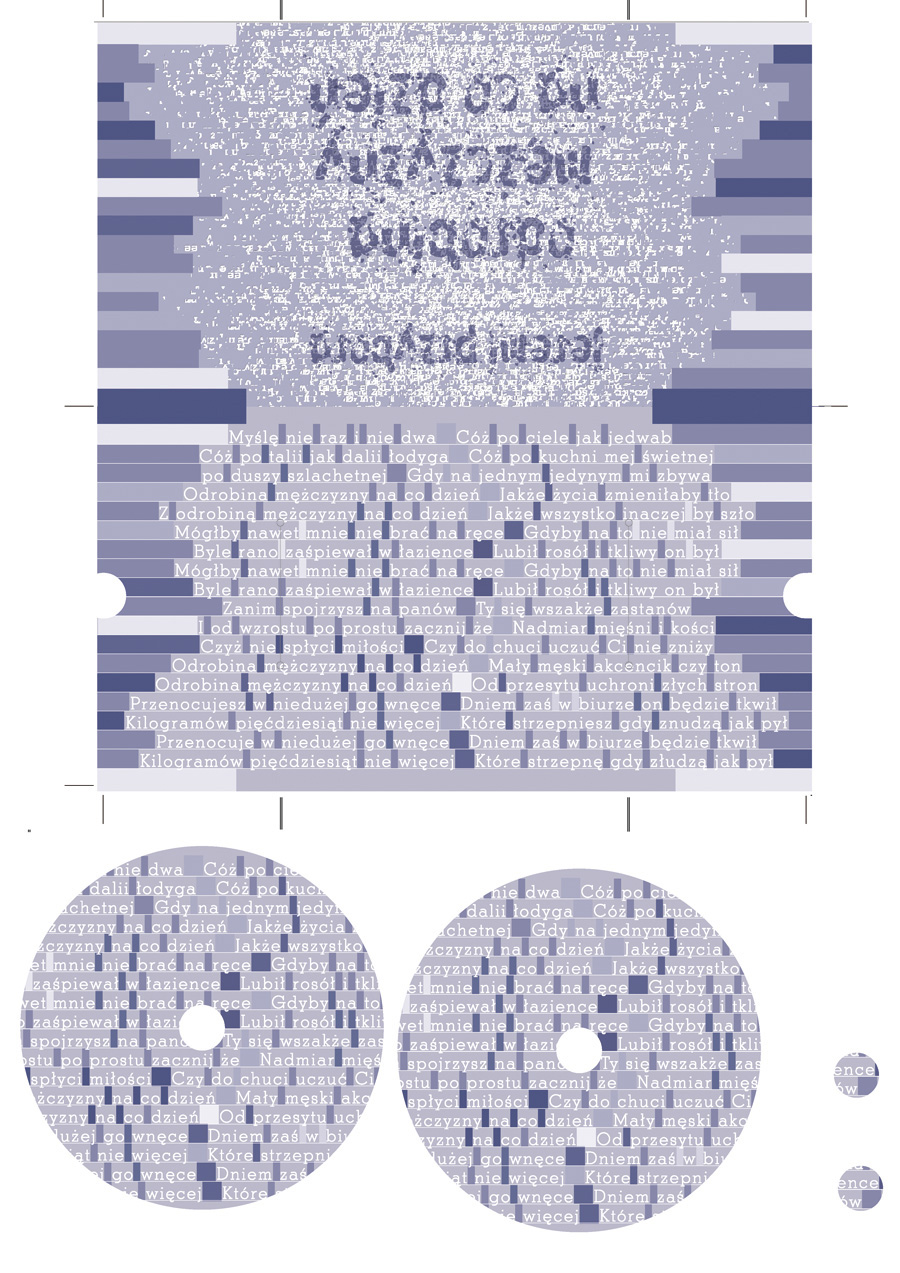 jeremi przybora
odrobina
mężczyzny
na co dzień
Myślę nie raz i nie dwa Cóż po ciele jak jedwab
Cóż po talii jak dalii łodyga Cóż po kuchni mej świetnej
po duszy szlachetnej Gdy na jednym jedynym mi zbywa
Odrobina mężczyzny na co dzień Jakże życia zmieniłaby tło
Z odrobiną mężczyzny na co dzień Jakże wszystko inaczej by szło
Mógłby nawet mnie nie brać na ręce Gdyby na to nie miał sił
Byle rano zaśpiewał w łazience Lubił rosół i tkliwy on był
Mógłby nawet mnie nie brać na ręce Gdyby na to nie miał sił
Byle rano zaśpiewał w łazience Lubił rosół i tkliwy on był
Zanim spojrzysz na panów Ty się wszakże zastanów
I od wzrostu po prostu zacznij że Nadmiar mięśni i kości
Czyż nie spłyci miłości Czy do chuci uczuć Ci nie zniży
Odrobina mężczyzny na co dzień Mały męski akcencik czy ton
Odrobina mężczyzny na co dzień Od przesytu uchroni złych stron
Przenocujesz w niedużej go wnęce Dniem zaś w biurze on będzie tkwił
Kilogramów pięćdziesiąt nie więcej Które strzepniesz gdy znudzą jak pył
Przenocuje w niedużej go wnęce Dniem zaś w biurze będzie tkwił
Kilogramów pięćdziesiąt nie więcej Które strzepnę gdy złudzą jak pył
nie dwa Cóż po cie
dalii łodyga Cóż po kuch
achetnej Gdy na jednym jedyn
żczyzny na co dzień Jakże życia
czyzny na co dzień Jakże wszystko
et mnie nie brać na ręce Gdyby na to
zaśpiewał w łazience Lubił rosół i tkli
wet mnie nie brać na ręce Gdyby na to
zaśpiewał w łazi Lubił rosół i tkli
spojrzysz na pano Ty się wszakże zas
ostu po prostu zacznij że Nadmiar mięś
spłyci miłości Czy do chuci uczuć Ci
żczyzny na co dzień Mały męski ako
zyzny na co dzień Od przesytu uch
dużej go wnęce Dniem zaś w biu
iąt nie więcej Które strzepni
go wnęce Dniem zaś
ie więcej Które s
nie dwa Cóż po cie
dalii łodyga Cóż po kuch
achetnej Gdy na jednym jedyn
żczyzny na co dzień Jakże życia
czyzny na co dzień Jakże wszystko
et mnie nie brać na ręce Gdyby na to
zaśpiewał w łazience Lubił rosół i tkli
wet mnie nie brać na ręce Gdyby na to
zaśpiewał w łazi Lubił rosół i tkli
spojrzysz na pan Ty się wszakże zas
ostu po prostu zacznij że Nadmiar mięś
spłyci miłości Czy do chuci uczuć Ci
żczyzny na co dzień Mały męski ako
zyzny na co dzień Od przesytu uch
dużej go wnęce Dniem zaś w biu
ąt nie więcej Które strzepni
go wnęce Dniem zaś
e więcej Które s
ence
ów
ence
ów